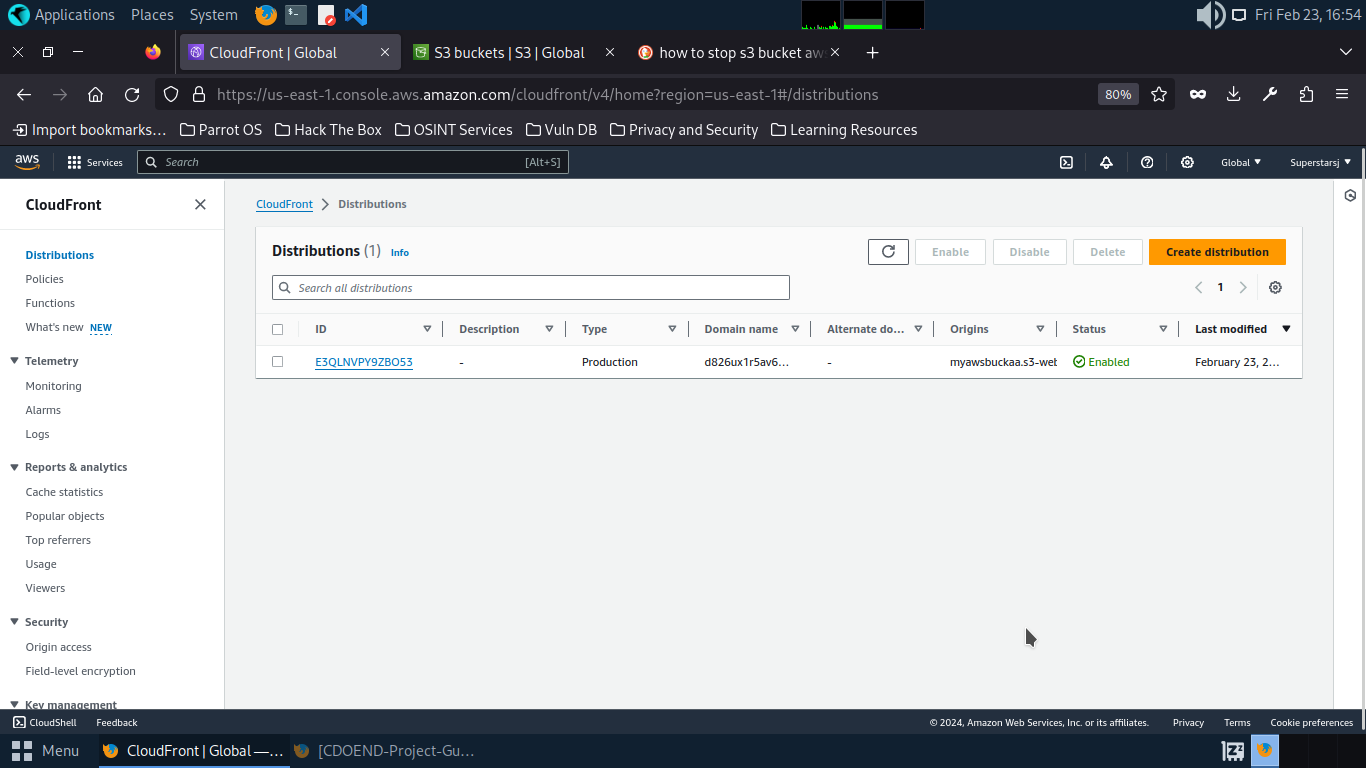 Applications Places System Fri Feb 23, 16:54
CloudFront | Global S3 buckets | S3 | Global how to stop s3 bucket aw
https://us-east-1.console.aws.amazon.com/cloudfront/v4/home?region=us-east-1#/distributions 80%
Import bookmarks… Parrot OS Hack The Box OSINT Services Vuln DB Privacy and Security Learning Resources
aws Services Search [Alt+S] Global Superstarsj
CloudFront
Distributions
Policies
Functions
What's new NEW
Telemetry
Monitoring
Alarms
Logs
Reports & analytics
Cache statistics
Popular objects
Top referrers
Usage
Viewers
Security
Origin access
Field-level encryption
Key management
CloudFront Distributions
Distributions (1) Info Enable Disable Delete Create distribution
Search all distributions 1
ID Description Type Domain name Alternate do... Origins Status Last modified
E3QLNVPY9ZBO53 - Production d826ux1r5av6... - myawsbuckaa.s3-web Enabled February 23, 2...
CloudShell Feedback © 2024, Amazon Web Services, Inc. or its affiliates. Privacy Terms Cookie preferences
Menu CloudFront | Global —… [CDOEND-Project-Gu…